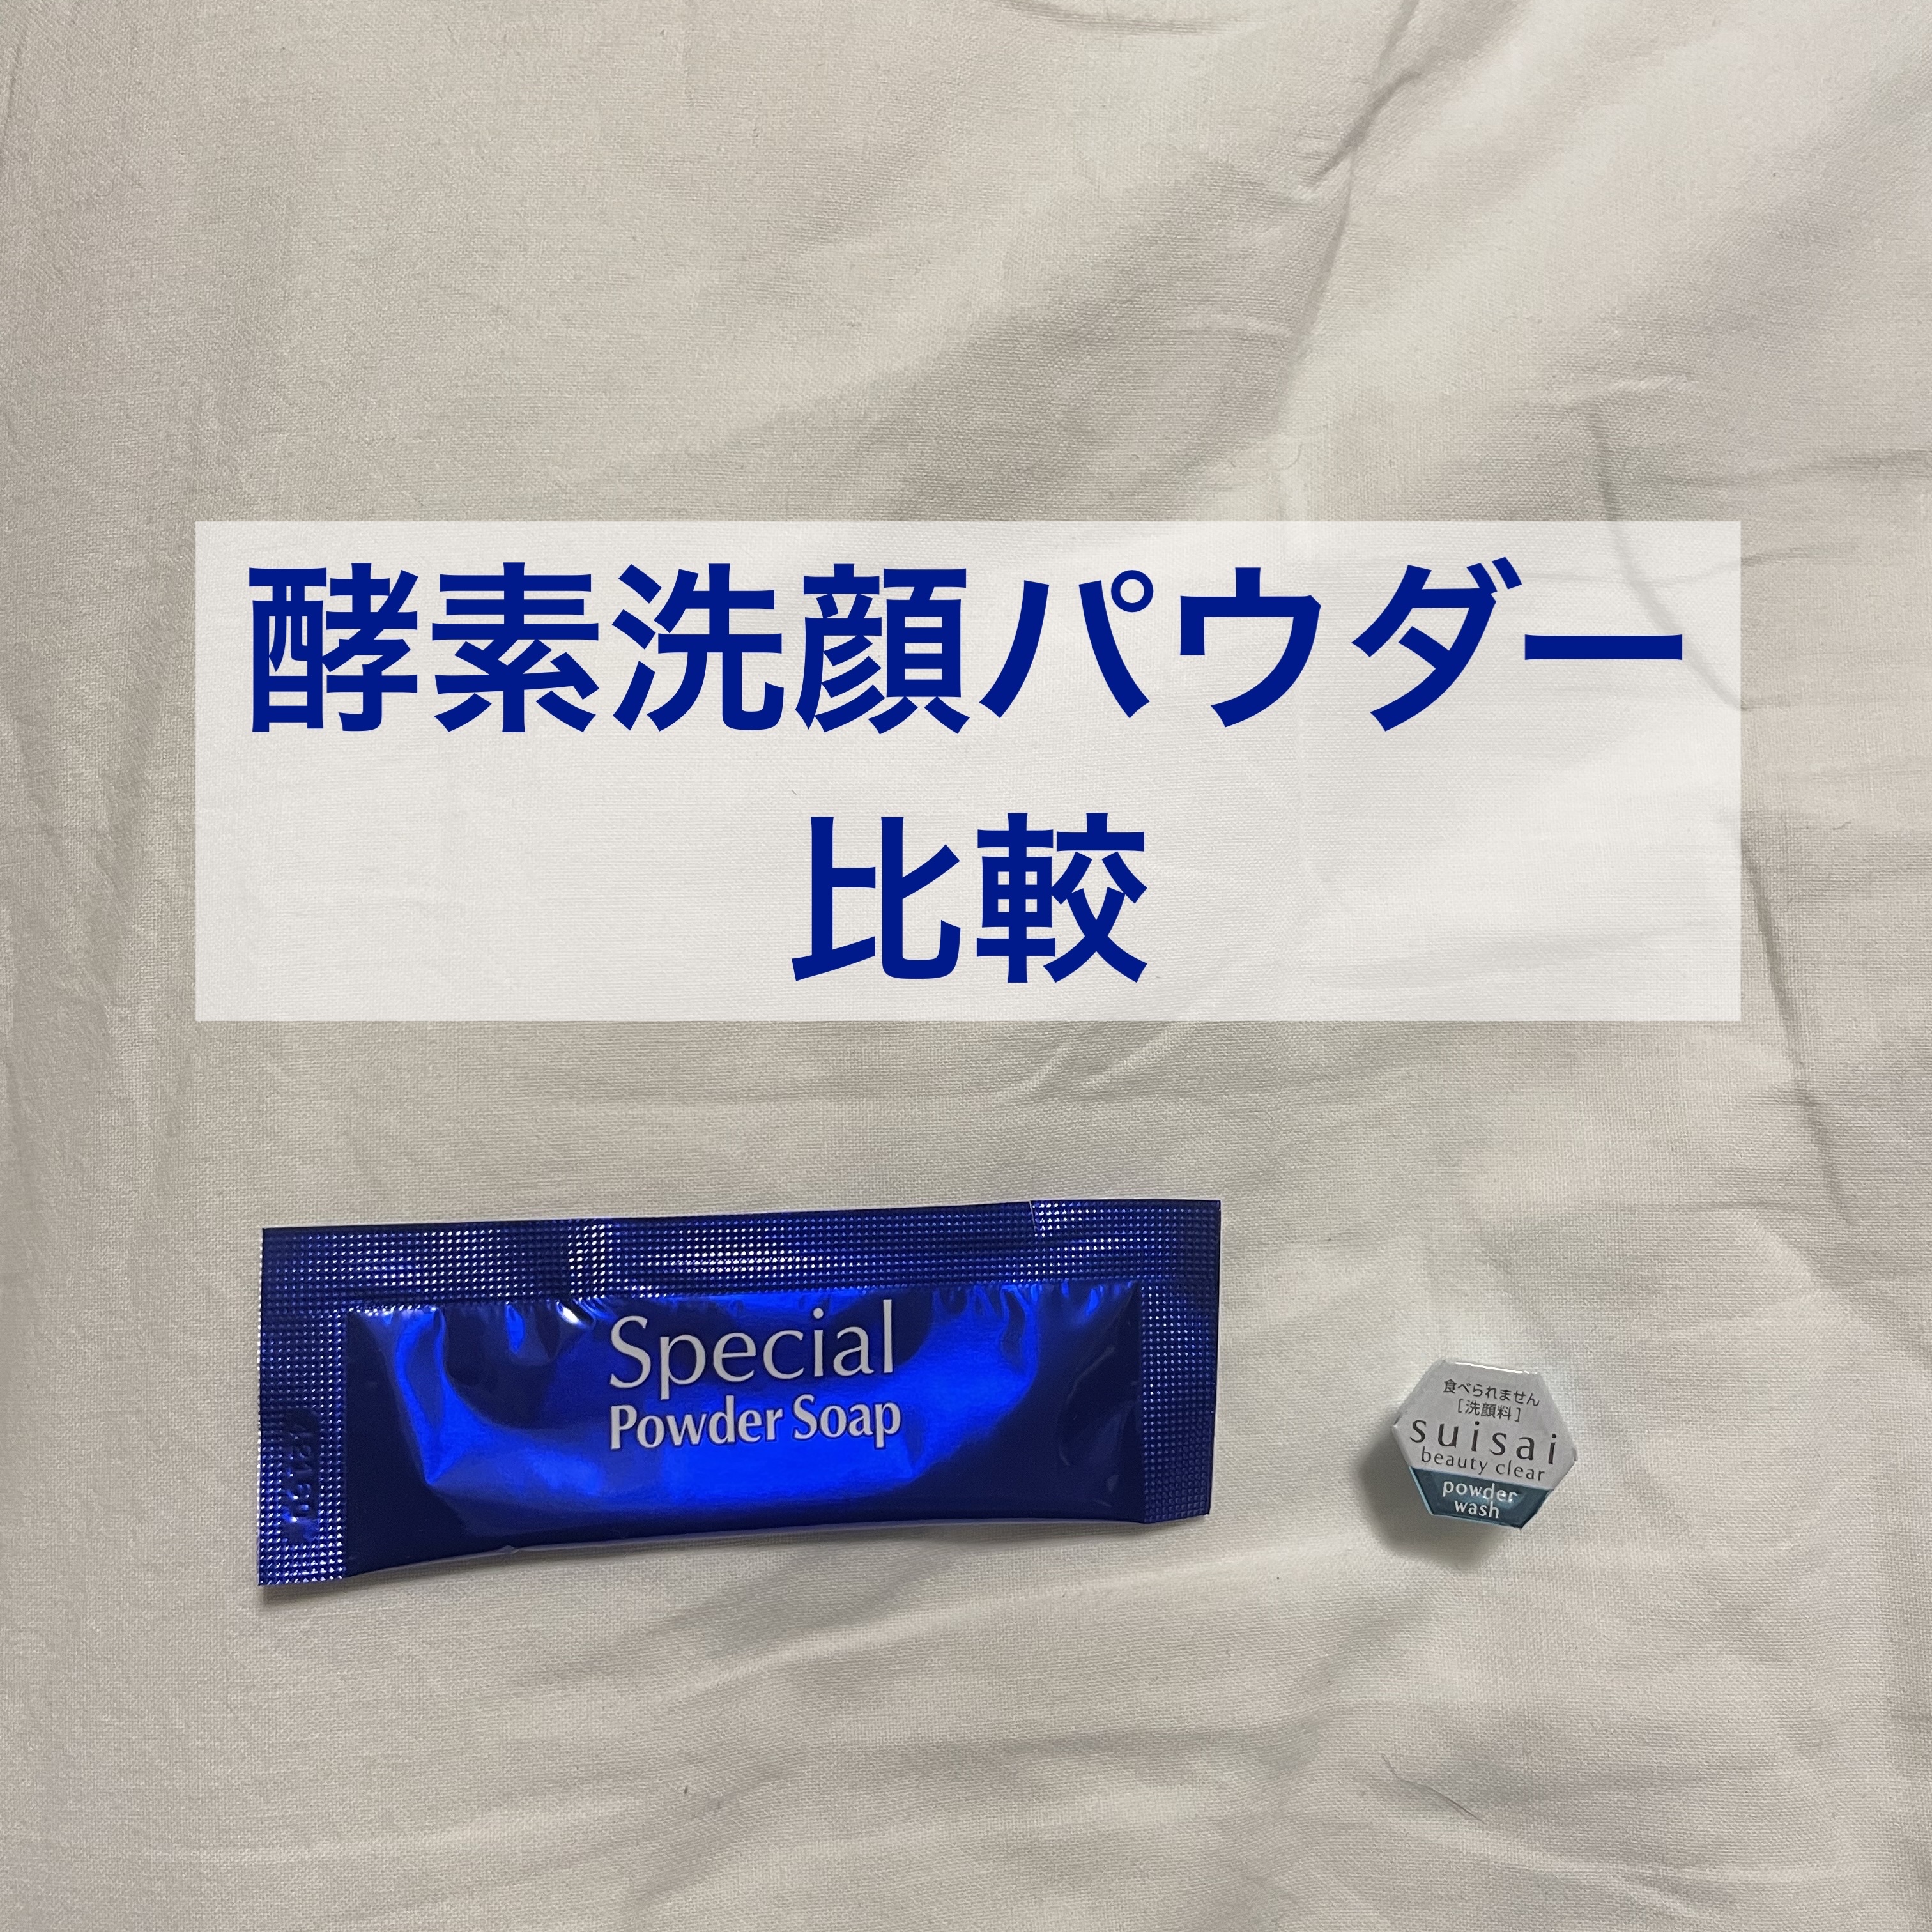 酵素洗顔パウダー
比較
Special
Powder Soap
食べられません
[洗顔料]
suisai
beauty clear
powder
wash